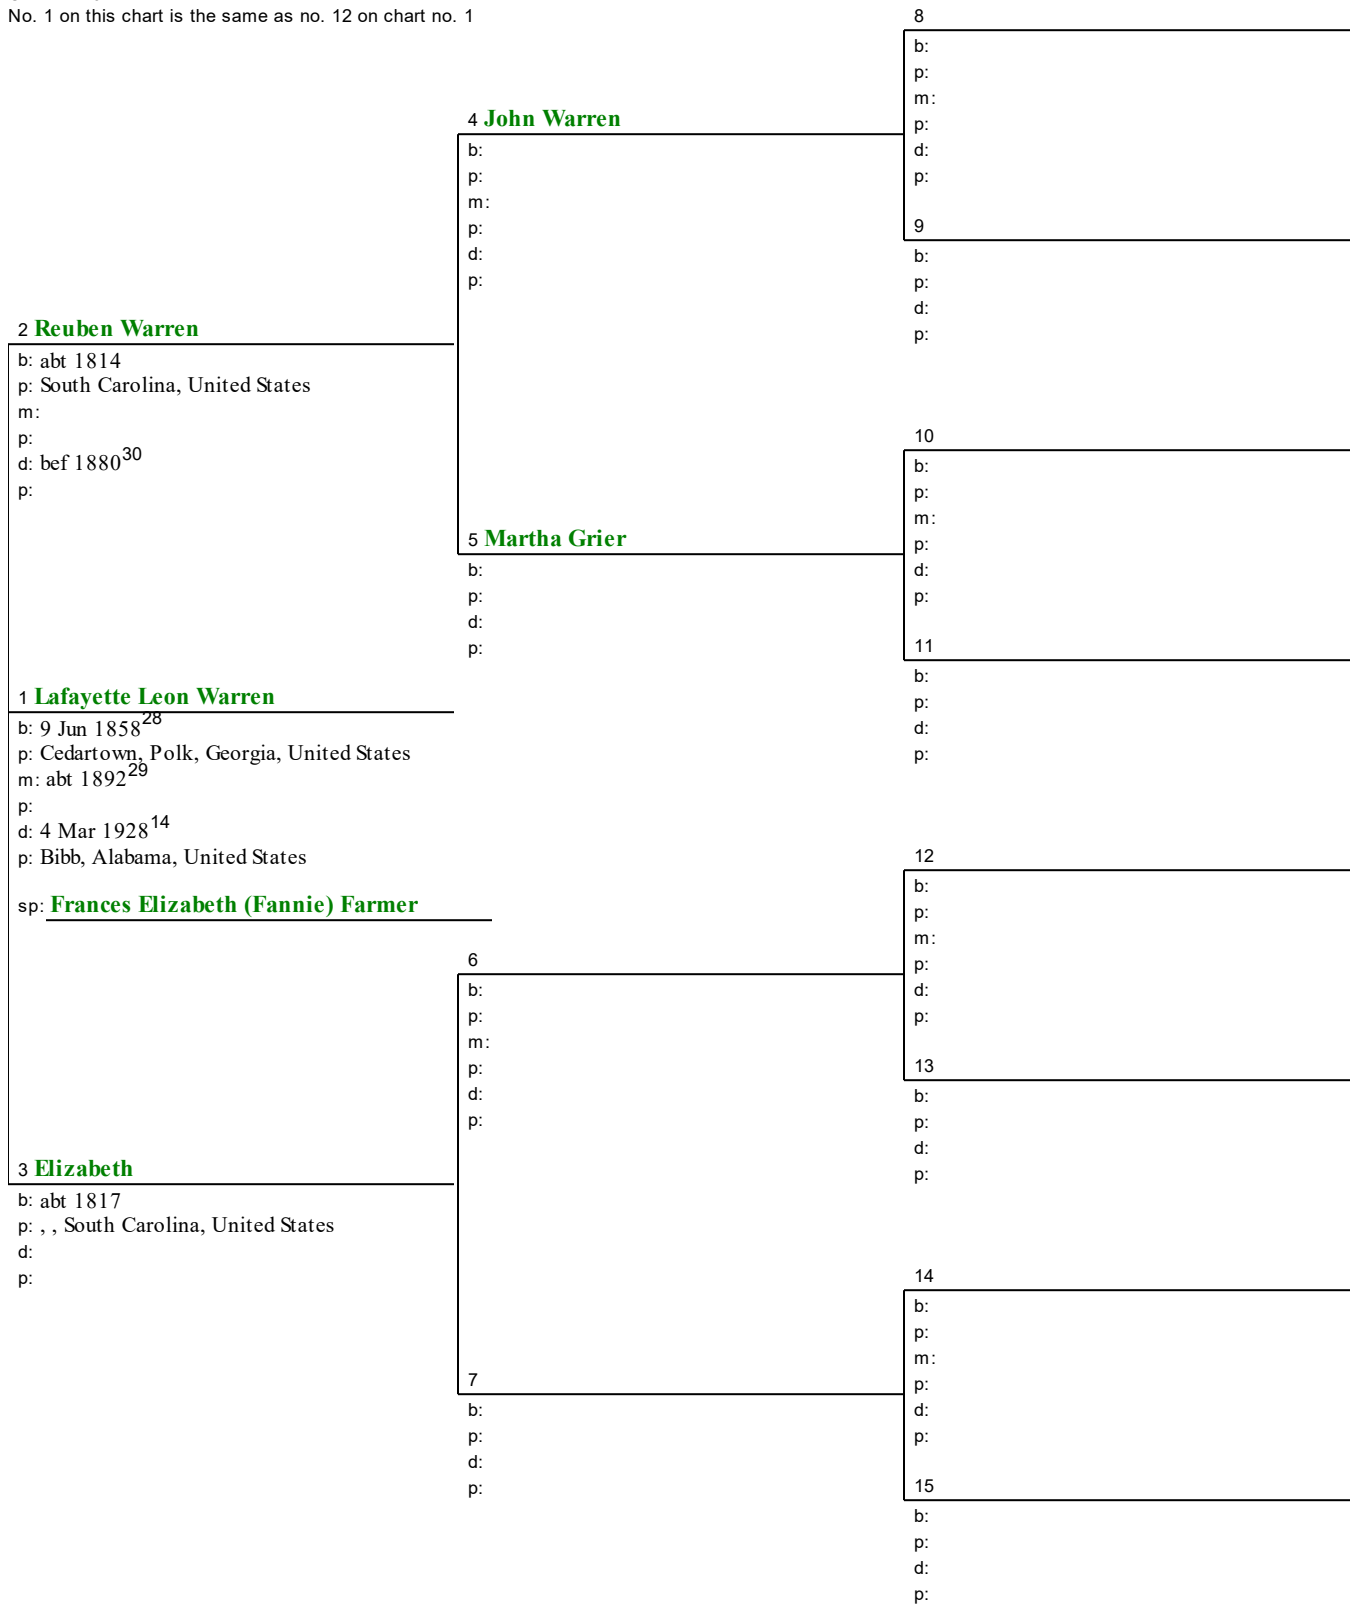 No. 1 on this chart is the same as no. 12 on chart no. 1
8
b:
p:
m:
p:
d:
p:
4 John Warren
b:
p:
m:
p:
d:
p:
9
b:
p:
d:
p:
2 Reuben Warren
b: abt 1814
p: South Carolina, United States
m:
p:
d: bef 1880 30
p:
10
b:
p:
m:
p:
d:
p:
5 Martha Grier
b:
p:
d:
p:
11
b:
p:
d:
p:
1 Lafayette Leon Warren
b: 9 Jun 1858 28
p: Cedartown, Polk, Georgia, United States
m: abt 1892 29
p:
d: 4 Mar 1928 14
p: Bibb, Alabama, United States
sp: Frances Elizabeth (Fannie) Farmer
12
b:
p:
m:
p:
d:
p:
6
b:
p:
m:
p:
d:
p:
13
b:
p:
d:
p:
3 Elizabeth
b: abt 1817
p: , , South Carolina, United States
d:
p:
14
b:
p:
m:
p:
d:
p:
7
b:
p:
d:
p:
15
b:
p:
d:
p: